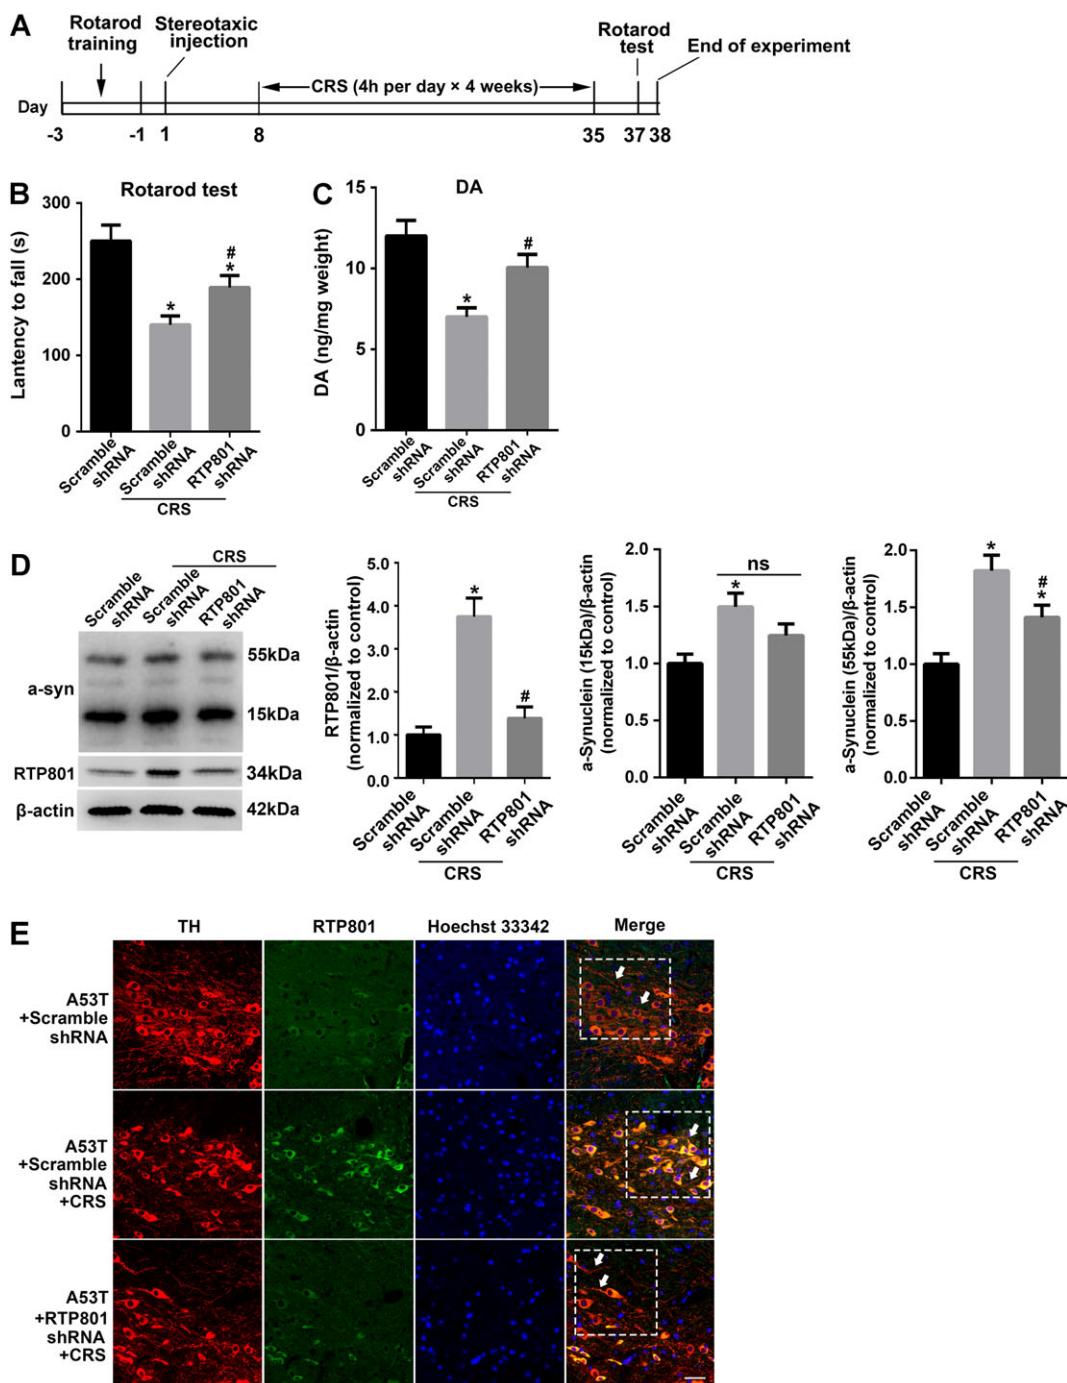 A
Rotarod
training
Stereotaxic
injection
Rotarod
test
End of experiment
CRS (4h per day × 4 weeks)
Day
-3
-1
1
8
35
37
38
B
Rotarod test
Lantency to fall (s)
300
200
100
0
*
#
*
Scramble
shRNA
Scramble
shRNA
RTP801
shRNA
CRS
C
DA
DA (ng/mg weight)
15
10
5
0
*
#
Scramble
shRNA
Scramble
shRNA
RTP801
shRNA
CRS
D
CRS
Scramble
shRNA
Scramble
shRNA
RTP801
shRNA
a-syn
55kDa
15kDa
RTP801
34kDa
β-actin
42kDa
RTP801/β-actin
(normalized to control)
5.0
4.0
3.0
2.0
1.0
0.0
*
#
Scramble
shRNA
Scramble
shRNA
RTP801
shRNA
CRS
a-Synuclein (15kDa)/β-actin
(normalized to control)
2.0
1.5
1.0
0.5
0.0
*
ns
Scramble
shRNA
Scramble
shRNA
RTP801
shRNA
CRS
a-Synuclein (55kDa)/β-actin
(normalized to control)
2.0
1.5
1.0
0.5
0.0
*
#
*
Scramble
shRNA
Scramble
shRNA
RTP801
shRNA
CRS
E
TH
RTP801
Hoechst 33342
Merge
A53T
+Scramble
shRNA
A53T
+Scramble
shRNA
+CRS
A53T
+RTP801
shRNA
+CRS